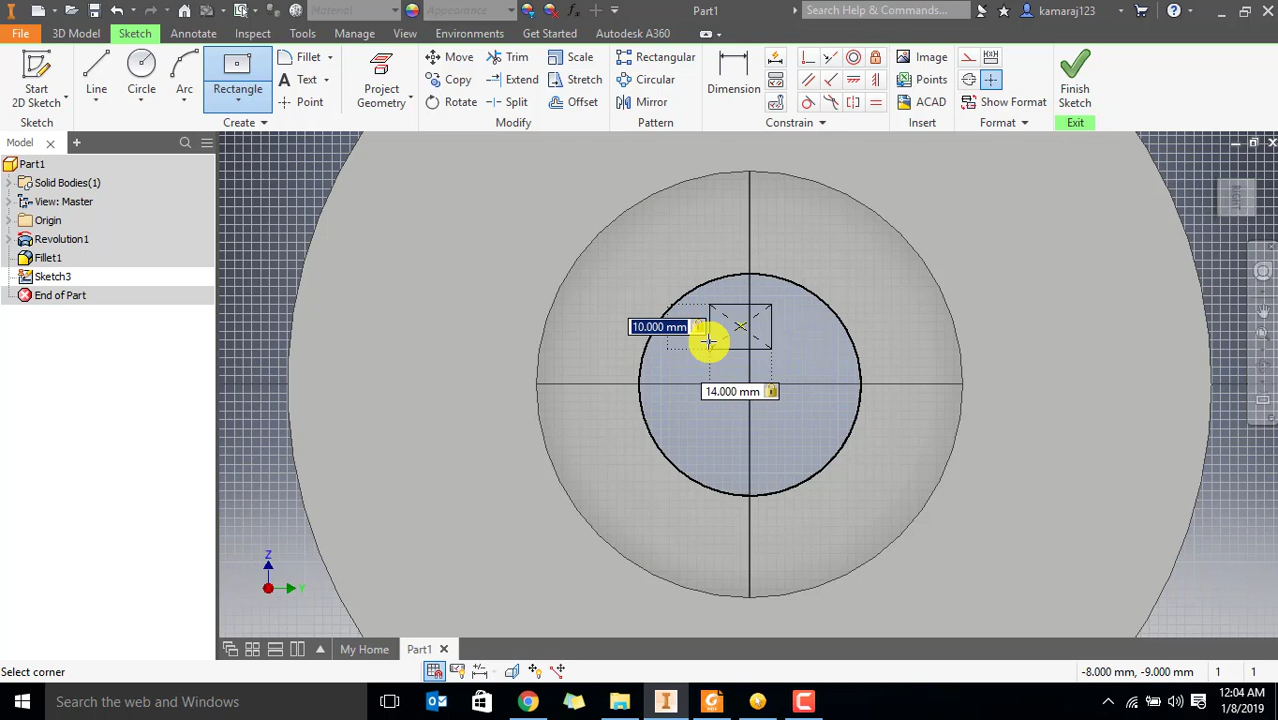 Material
Appearance
Part1
Search Help & Commands...
kamaraj123
File
3D Model
Sketch
Annotate
Inspect
Tools
Manage
View
Environments
Get Started
Autodesk A360
Start
2D Sketch
Line
Circle
Arc
Rectangle
Fillet
Text
Point
Project
Geometry
Move
Copy
Rotate
Trim
Extend
Split
Scale
Stretch
Offset
Rectangular
Circular
Mirror
Dimension
Image
Points
ACAD
Show Format
Finish
Sketch
Sketch
Create
Modify
Pattern
Constrain
Insert
Format
Exit
Model
Part1
Solid Bodies(1)
View: Master
Origin
Revolution1
Fillet1
Sketch3
End of Part
10.000 mm
14.000 mm
RIGHT
Z
Y
My Home
Part1
Select corner
-8.000 mm, -9.000 mm
1
1
Search the web and Windows
12:04 AM
1/8/2019